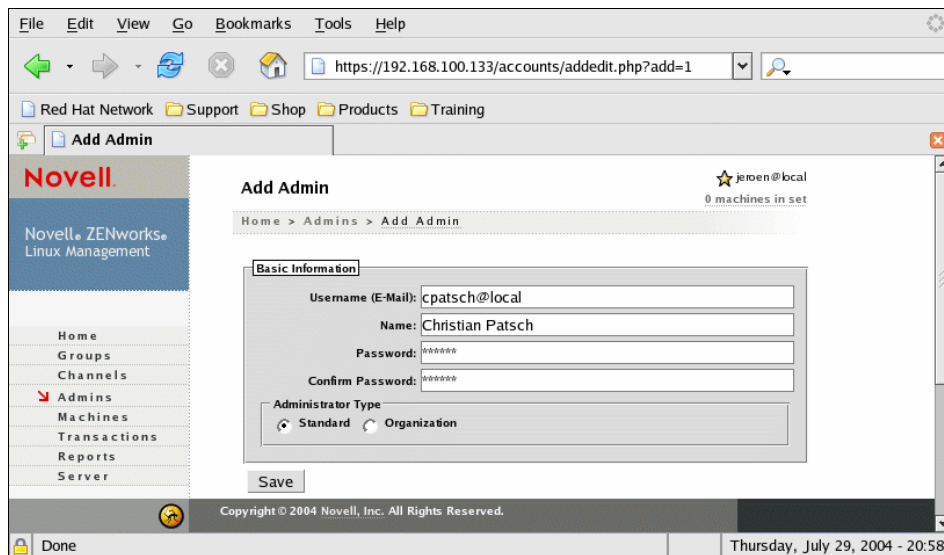 File Edit View Go Bookmarks Tools Help
https://192.168.100.133/accounts/addedit.php?add=1
Red Hat Network Support Shop Products Training
Add Admin
Novell.
Novell® ZENworks®
Linux Management
Home
Groups
Channels
Admins
Machines
Transactions
Reports
Server
Add Admin
jeroen@local
0 machines in set
Home > Admins > Add Admin
Basic Information
Username (E-Mail): cpatsch@local
Name: Christian Patsch
Password: ******
Confirm Password: ******
Administrator Type
Standard Organization
Save
Copyright © 2004 Novell, Inc. All Rights Reserved.
Done
Thursday, July 29, 2004 - 20:58